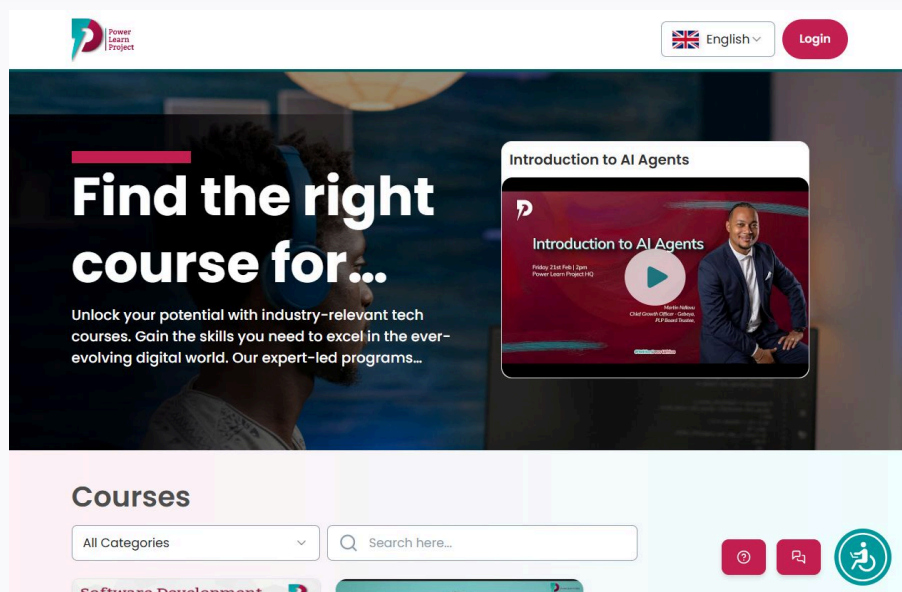 Power
Learn
Project
English
Login
Find the right
course for...
Unlock your potential with industry-relevant tech
courses. Gain the skills you need to excel in the ever-
evolving digital world. Our expert-led programs...
Introduction to AI Agents
Introduction to AI Agents
Friday 21st Feb | 2pm
Power Learn Project HQ
Martin Ndlovu
Chief Growth Officer - Gebeya,
PLP Board Trustee.
Courses
All Categories
Search here...
Software Development